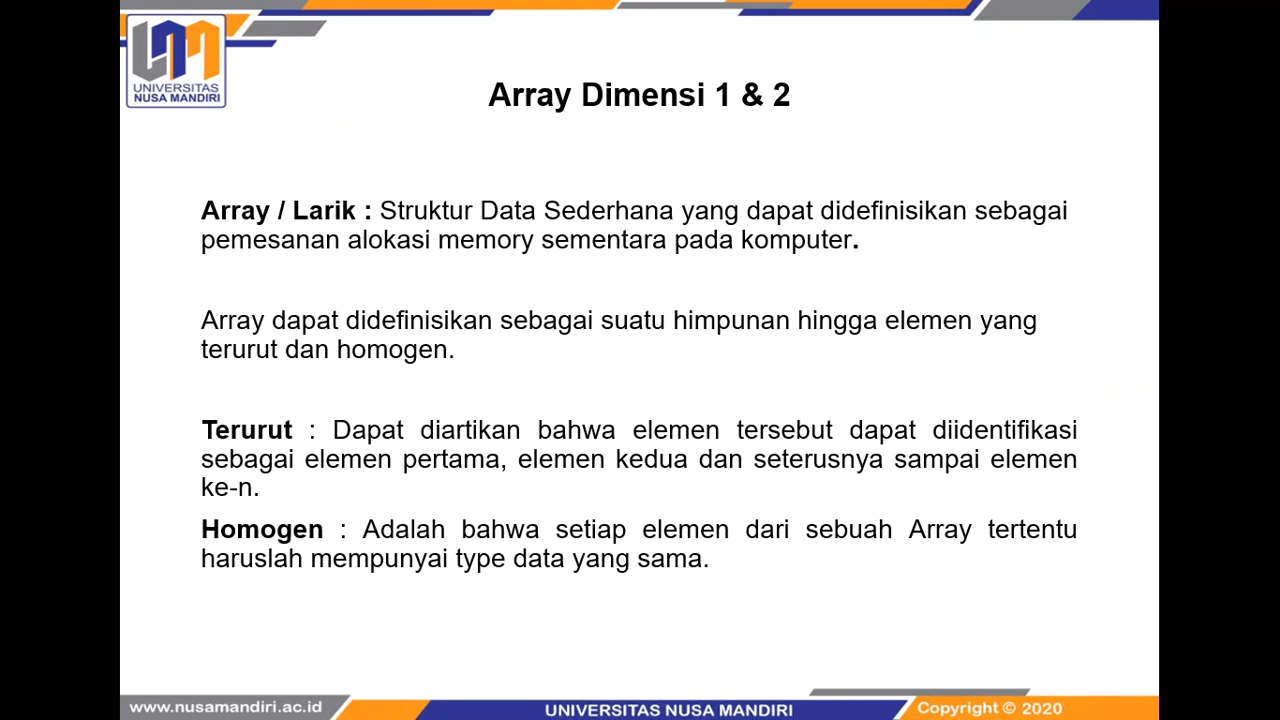 UNIVERSITAS
NUSA MANDIRI
Array Dimensi 1 & 2
Array / Larik : Struktur Data Sederhana yang dapat didefinisikan sebagai
pemesanan alokasi memory sementara pada komputer.
Array dapat didefinisikan sebagai suatu himpunan hingga elemen yang
terurut dan homogen.
Terurut : Dapat diartikan bahwa elemen tersebut dapat diidentifikasi
sebagai elemen pertama, elemen kedua dan seterusnya sampai elemen
ke-n.
Homogen : Adalah bahwa setiap elemen dari sebuah Array tertentu
haruslah mempunyai type data yang sama.
www.nusamandiri.ac.id
UNIVERSITAS NUSA MANDIRI
Copyright © 2020